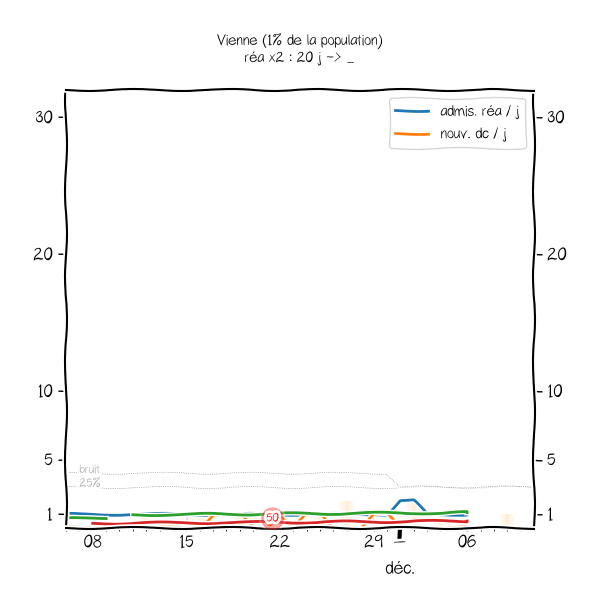 Vienne (1% de la population)
réa x2 : 20 j -> _
admis. réa / j
nouv. dc / j
30
30
20
20
10
10
5
5
bruit
25%
1
1
50
08
15
22
29
06
déc.